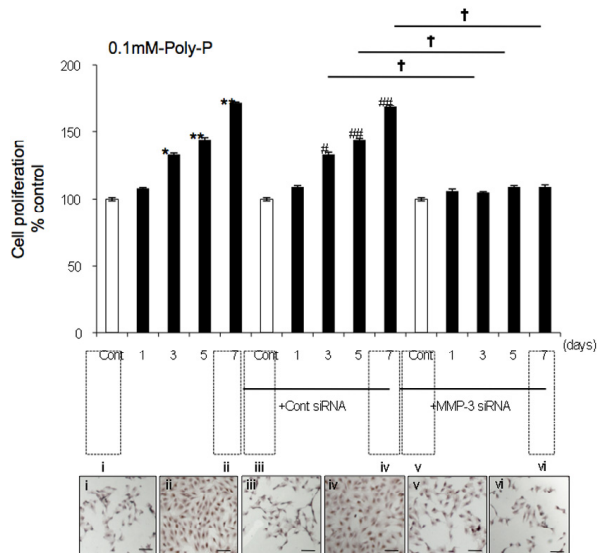 †
†
†
0.1mM-Poly-P
200
150
100
50
0
Cell proliferation
% control
* ** ** # ## ##
Cont 1 3 5 7 Cont 1 3 5 7 Cont 1 3 5 7 (days)
+Cont siRNA +MMP-3 siRNA
i ii iii iv v vi
i ii iii iv v vi